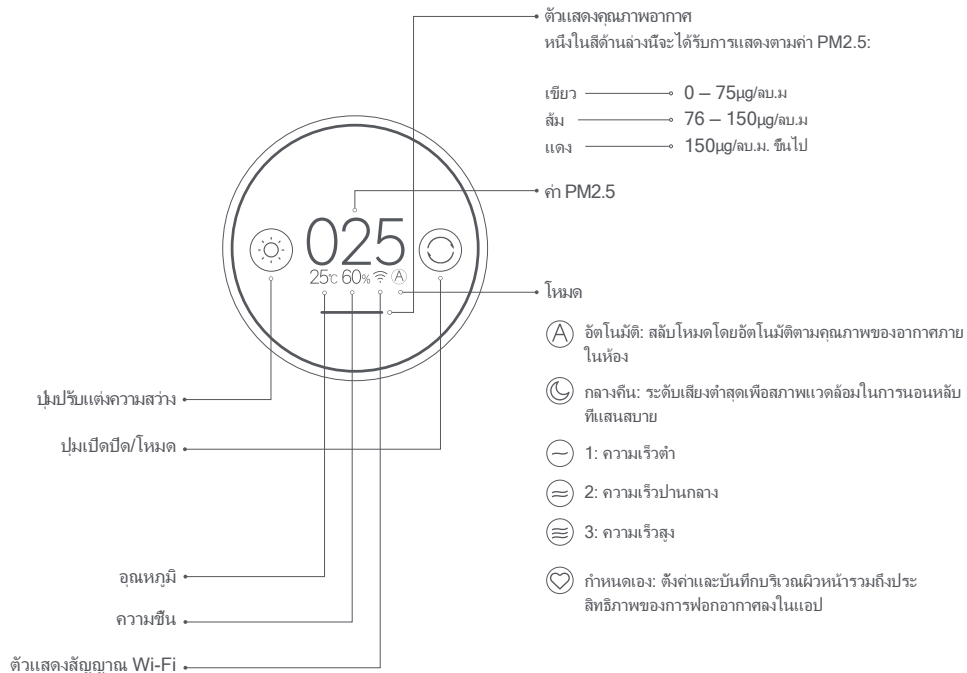 ตัวแสดงคุณภาพอากาศ
หนึ่งในสีด้านล่างนี้จะได้รับการแสดงตามค่า PM2.5:
เขียว 0 – 75μg/ลบ.ม
ส้ม 76 – 150μg/ลบ.ม
แดง 150μg/ลบ.ม. ขึ้นไป
ค่า PM2.5
025
25℃ 60% A
โหมด
A อัตโนมัติ: สลับโหมดโดยอัตโนมัติตามคุณภาพของอากาศภาย
ในห้อง
กลางคืน: ระดับเสียงต่ำสุดเพื่อสภาพแวดล้อมในการนอนหลับ
ที่แสนสบาย
1: ความเร็วต่ำ
2: ความเร็วปานกลาง
3: ความเร็วสูง
กำหนดเอง: ตั้งค่าและบันทึกบริเวณผิวหน้ารวมถึงประ
สิทธิภาพของการฟอกอากาศลงในแอป
ปุ่มปรับแต่งความสว่าง
ปุ่มเปิดปิด/โหมด
อุณหภูมิ
ความชื้น
ตัวแสดงสัญญาณ Wi-Fi